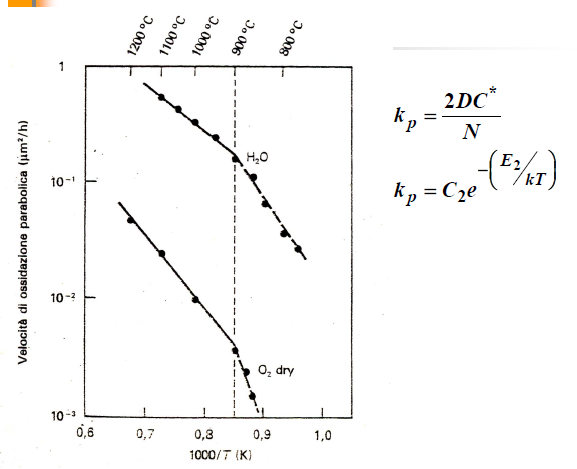 1200 °C
1100 °C
1000 °C
900 °C
800 °C
Velocità di ossidazione parabolica (µm²/h)
1
10⁻¹
10⁻²
10⁻³
H₂O
O₂ dry
0,6
0,7
0,8
0,9
1,0
1000/T (K)
k_p = 2DC* / N
k_p = C₂e^-(E₂/kT)